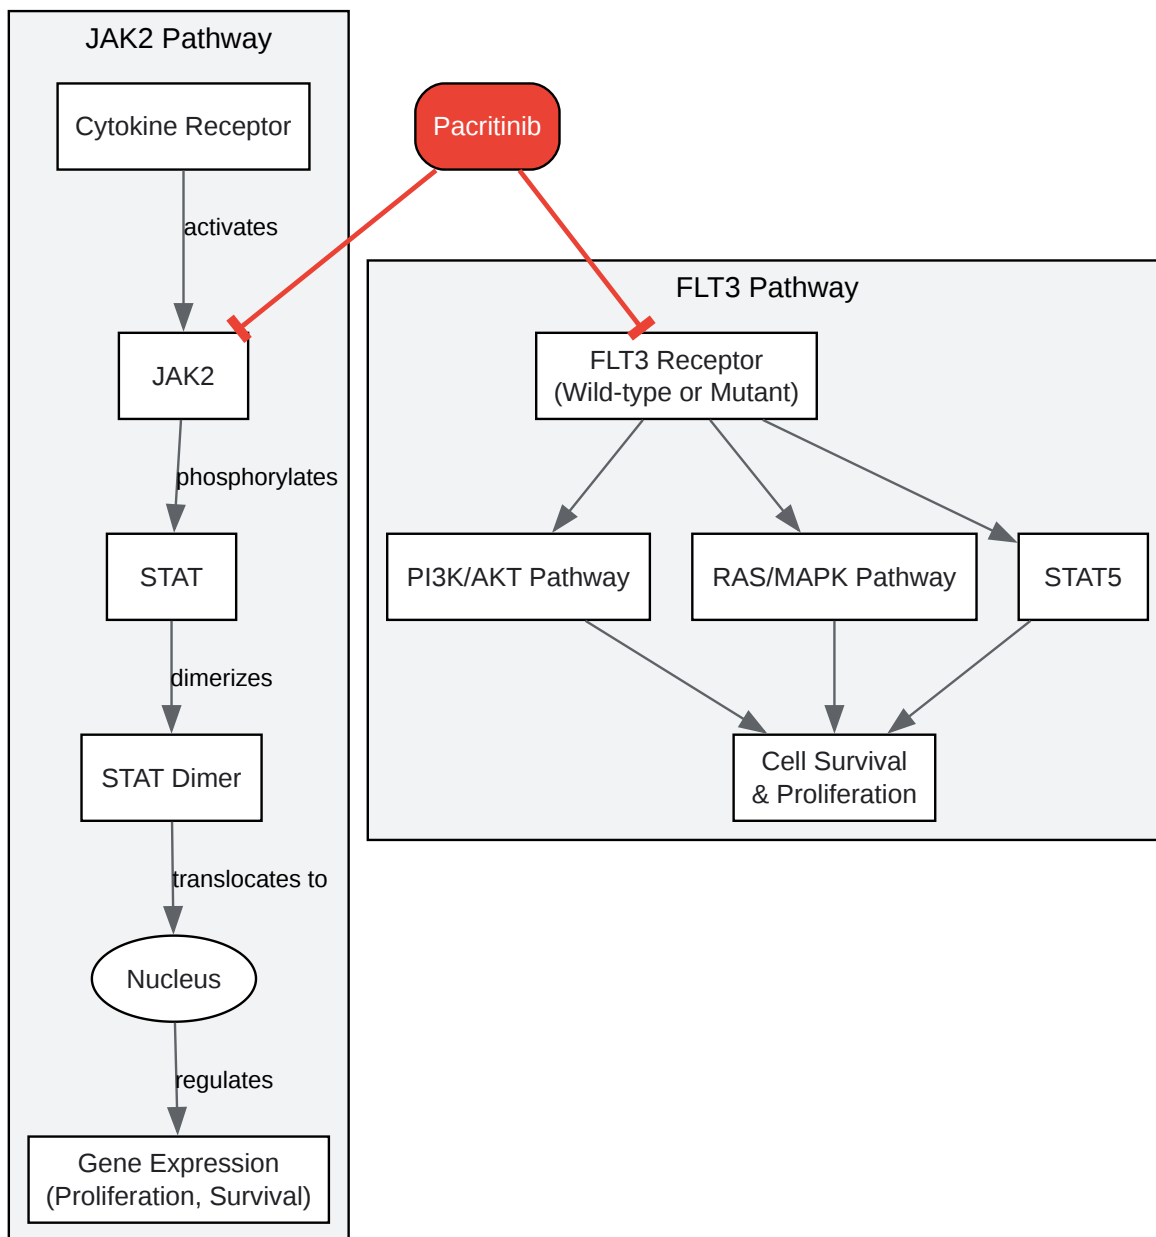 JAK2 Pathway
Cytokine Receptor
activates
JAK2
phosphorylates
STAT
dimerizes
STAT Dimer
translocates to
Nucleus
regulates
Gene Expression
(Proliferation, Survival)
Pacritinib
FLT3 Pathway
FLT3 Receptor
(Wild-type or Mutant)
PI3K/AKT Pathway
RAS/MAPK Pathway
STAT5
Cell Survival
& Proliferation